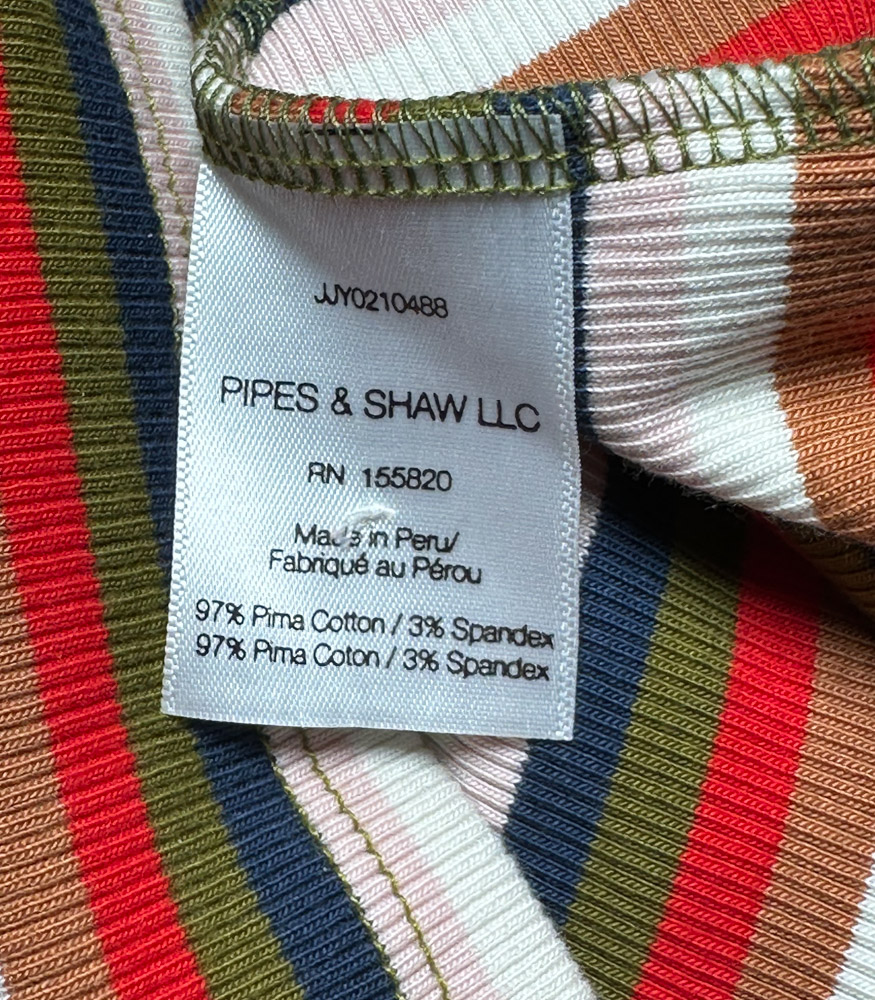 JJY0210488
PIPES & SHAW LLC
RN 155820
Made in Peru/
Fabriqué au Pérou
97% Pima Cotton / 3% Spandex
97% Pima Coton / 3% Spandex